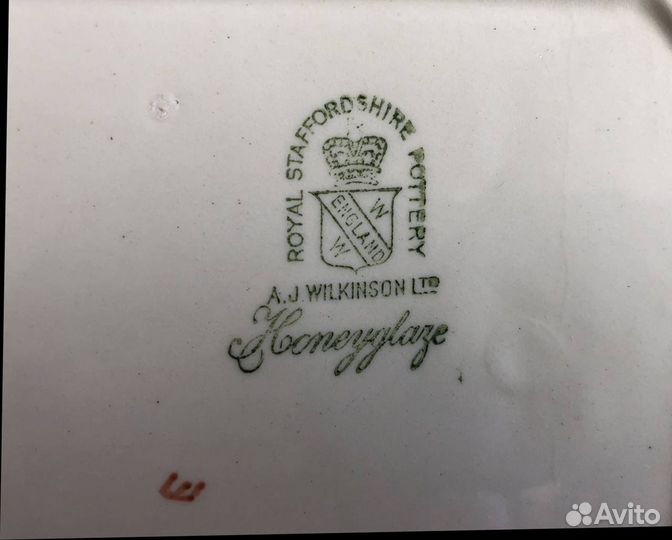 ROYAL STAFFORDSHIRE POTTERY
W
ENGLAND
W
A.J. WILKINSON LTD
Honeyglaze
E
Avito